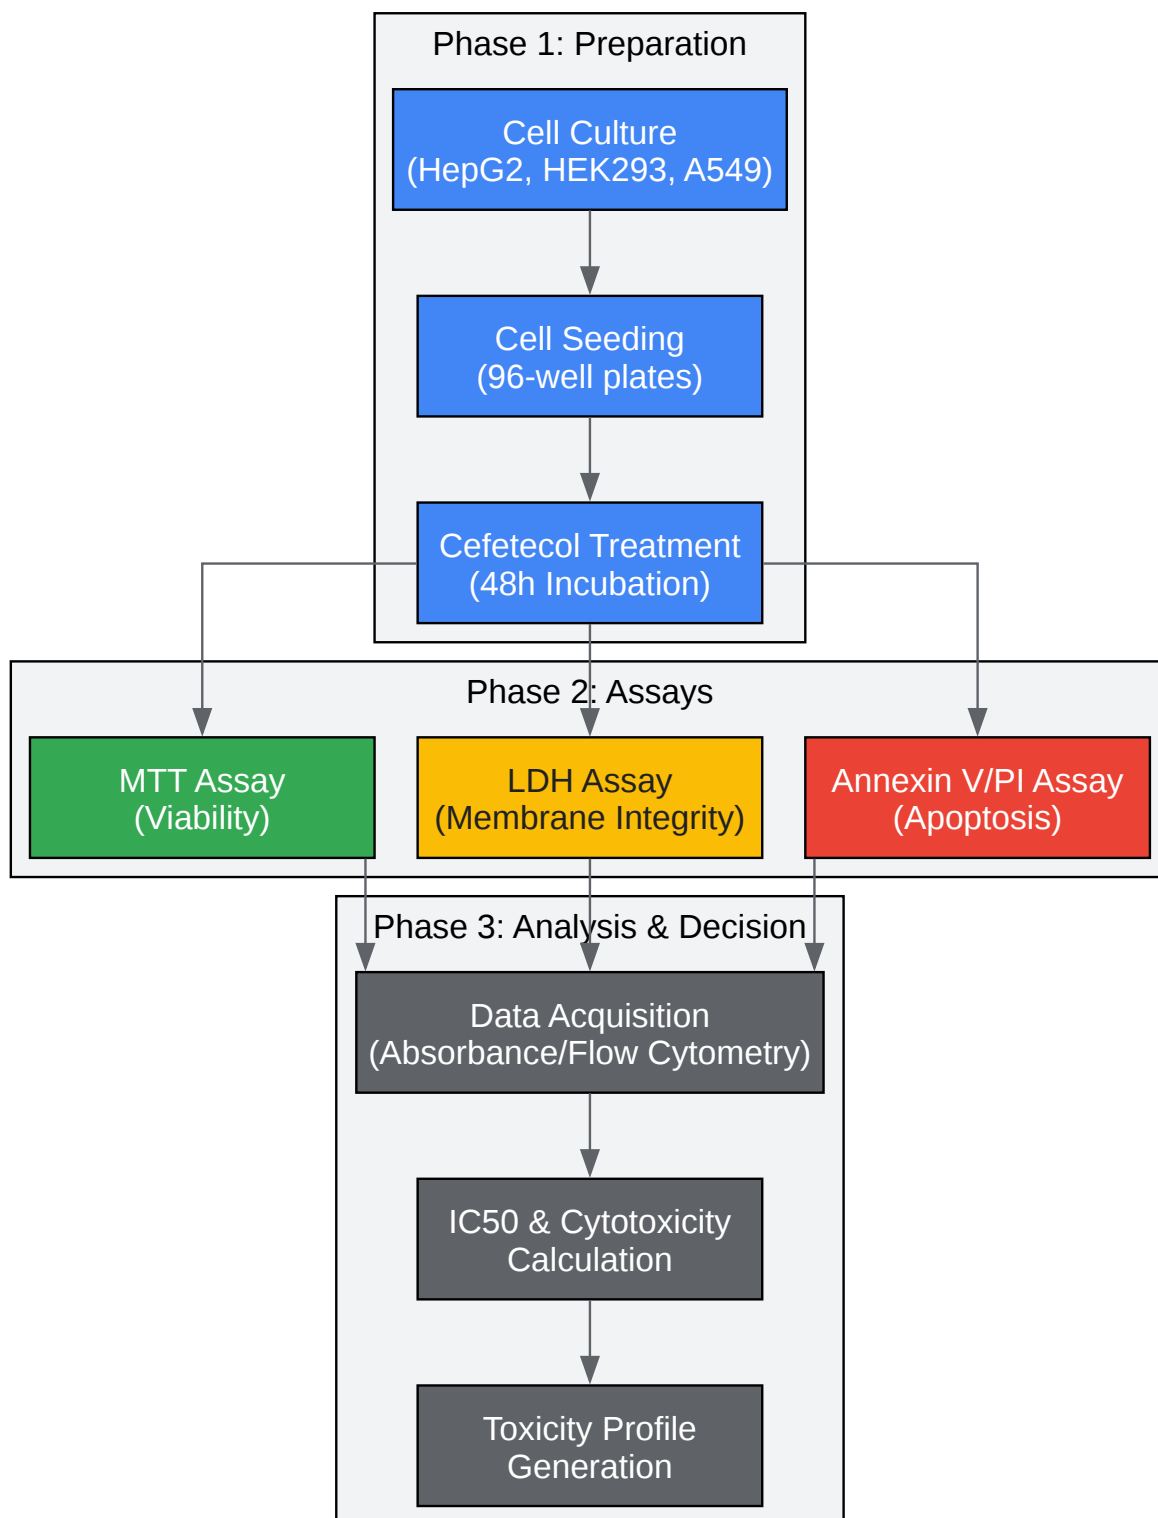 Phase 1: Preparation
Cell Culture
(HepG2, HEK293, A549)
Cell Seeding
(96-well plates)
Cefetecol Treatment
(48h Incubation)
Phase 2: Assays
MTT Assay
(Viability)
LDH Assay
(Membrane Integrity)
Annexin V/PI Assay
(Apoptosis)
Phase 3: Analysis & Decision
Data Acquisition
(Absorbance/Flow Cytometry)
IC50 & Cytotoxicity
Calculation
Toxicity Profile
Generation